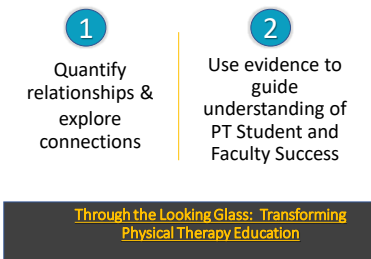 1
Quantify
relationships &
explore
connections
2
Use evidence to
guide
understanding of
PT Student and
Faculty Success
Through the Looking Glass:  Transforming
Physical Therapy Education